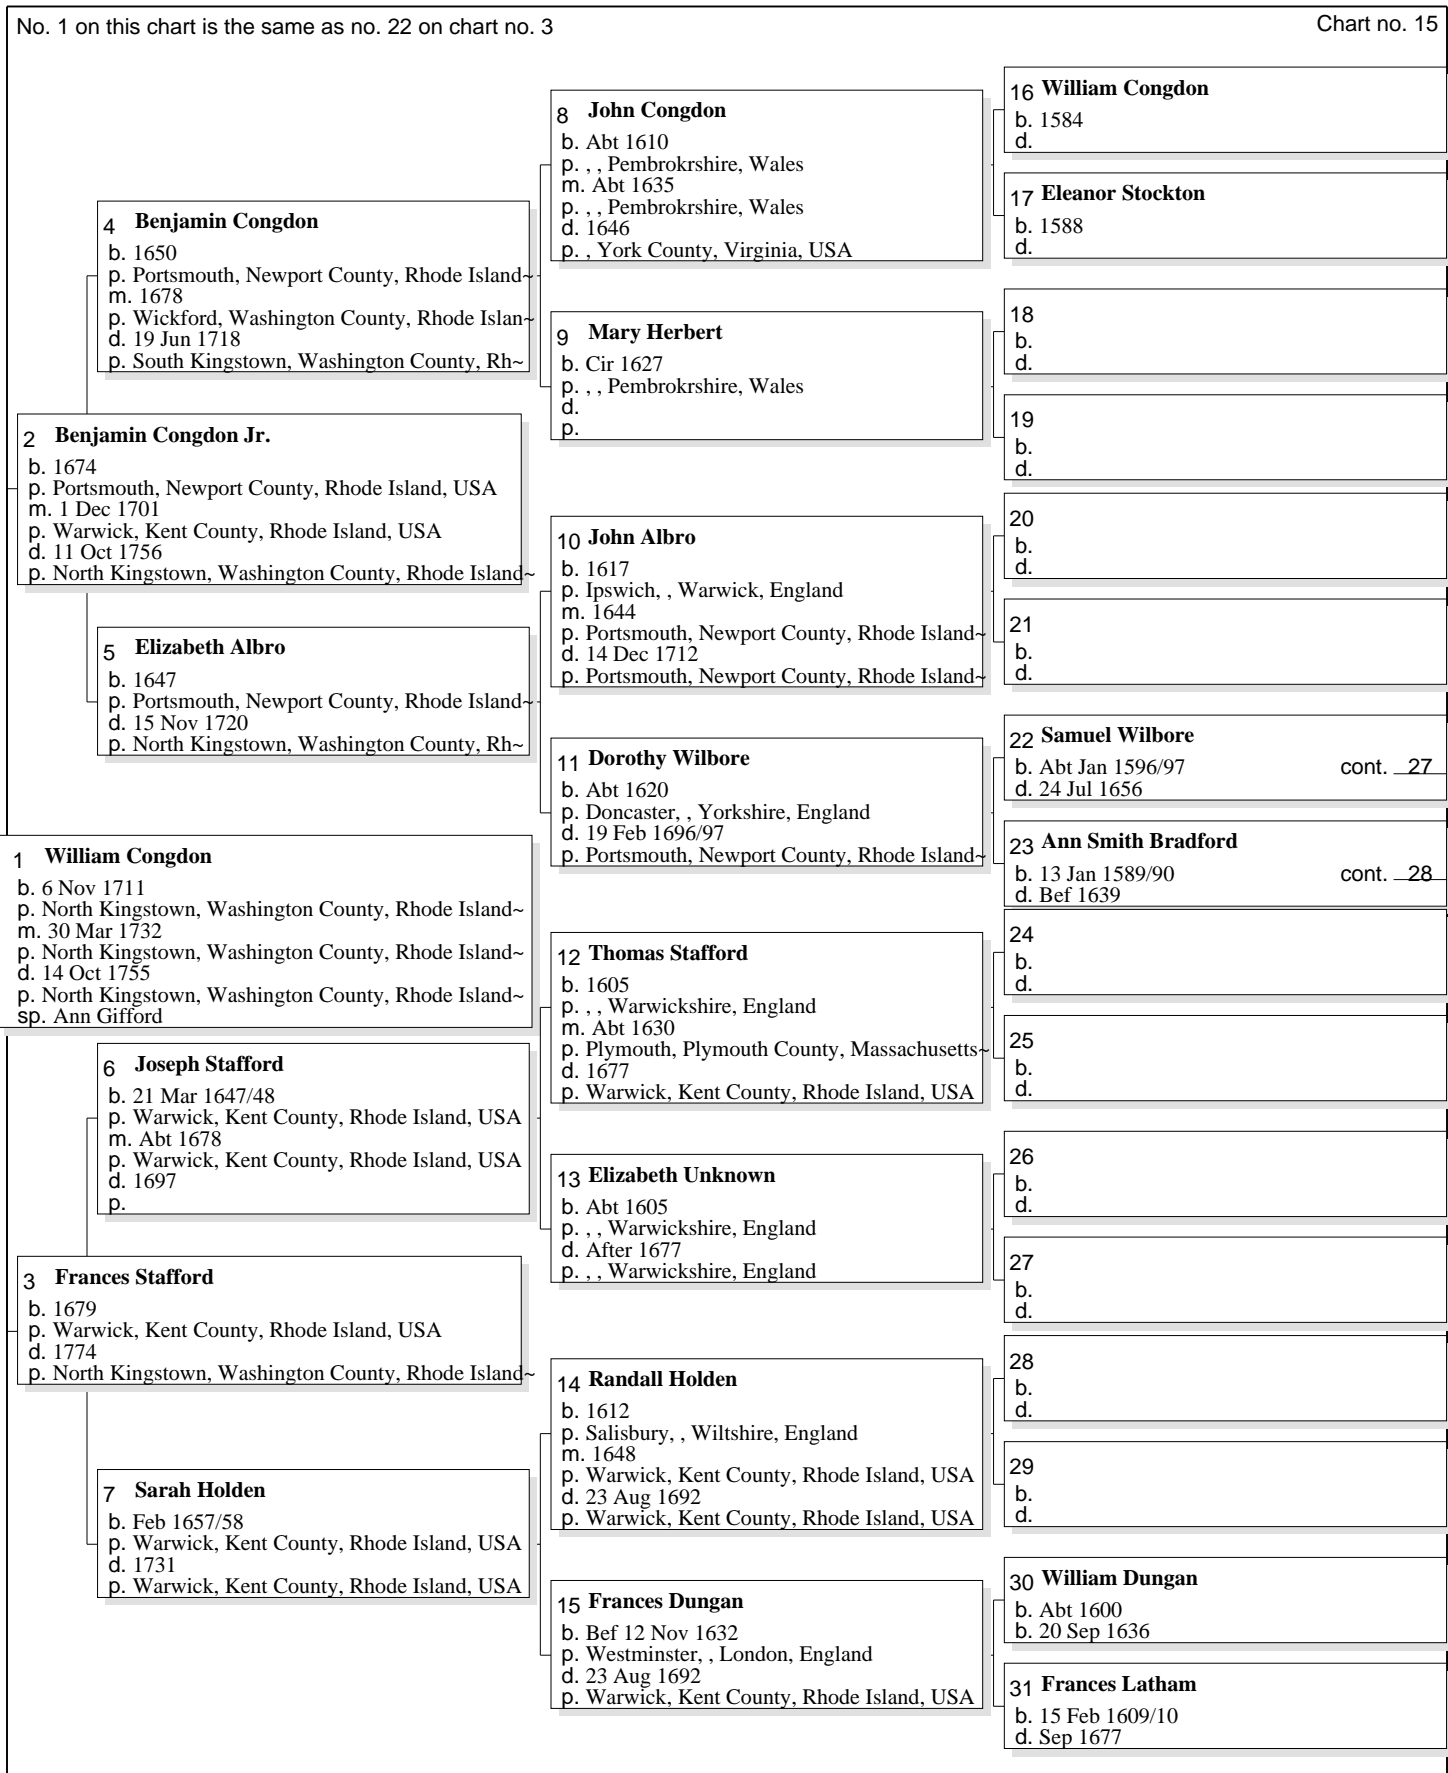 No. 1 on this chart is the same as no. 22 on chart no. 3
Chart no. 15
16 William Congdon
b. 1584
d.
8 John Congdon
b. Abt 1610
p. , , Pembrokrshire, Wales
m. Abt 1635
p. , , Pembrokrshire, Wales
d. 1646
p. , York County, Virginia, USA
17 Eleanor Stockton
b. 1588
d.
4 Benjamin Congdon
b. 1650
p. Portsmouth, Newport County, Rhode Island~
m. 1678
p. Wickford, Washington County, Rhode Islan~
d. 19 Jun 1718
p. South Kingstown, Washington County, Rh~
18
b.
d.
9 Mary Herbert
b. Cir 1627
p. , , Pembrokrshire, Wales
d.
p.
19
b.
d.
2 Benjamin Congdon Jr.
b. 1674
p. Portsmouth, Newport County, Rhode Island, USA
m. 1 Dec 1701
p. Warwick, Kent County, Rhode Island, USA
d. 11 Oct 1756
p. North Kingstown, Washington County, Rhode Island~
20
b.
d.
10 John Albro
b. 1617
p. Ipswich, , Warwick, England
m. 1644
p. Portsmouth, Newport County, Rhode Island~
d. 14 Dec 1712
p. Portsmouth, Newport County, Rhode Island~
21
b.
d.
5 Elizabeth Albro
b. 1647
p. Portsmouth, Newport County, Rhode Island~
d. 15 Nov 1720
p. North Kingstown, Washington County, Rh~
22 Samuel Wilbore
b. Abt Jan 1596/97 cont. 27
d. 24 Jul 1656
11 Dorothy Wilbore
b. Abt 1620
p. Doncaster, , Yorkshire, England
d. 19 Feb 1696/97
p. Portsmouth, Newport County, Rhode Island~
23 Ann Smith Bradford
b. 13 Jan 1589/90 cont. 28
d. Bef 1639
1 William Congdon
b. 6 Nov 1711
p. North Kingstown, Washington County, Rhode Island~
m. 30 Mar 1732
p. North Kingstown, Washington County, Rhode Island~
d. 14 Oct 1755
p. North Kingstown, Washington County, Rhode Island~
sp. Ann Gifford
24
b.
d.
12 Thomas Stafford
b. 1605
p. , , Warwickshire, England
m. Abt 1630
p. Plymouth, Plymouth County, Massachusetts~
d. 1677
p. Warwick, Kent County, Rhode Island, USA
25
b.
d.
6 Joseph Stafford
b. 21 Mar 1647/48
p. Warwick, Kent County, Rhode Island, USA
m. Abt 1678
p. Warwick, Kent County, Rhode Island, USA
d. 1697
p.
26
b.
d.
13 Elizabeth Unknown
b. Abt 1605
p. , , Warwickshire, England
d. After 1677
p. , , Warwickshire, England
27
b.
d.
3 Frances Stafford
b. 1679
p. Warwick, Kent County, Rhode Island, USA
d. 1774
p. North Kingstown, Washington County, Rhode Island~
28
b.
d.
14 Randall Holden
b. 1612
p. Salisbury, , Wiltshire, England
m. 1648
p. Warwick, Kent County, Rhode Island, USA
d. 23 Aug 1692
p. Warwick, Kent County, Rhode Island, USA
29
b.
d.
7 Sarah Holden
b. Feb 1657/58
p. Warwick, Kent County, Rhode Island, USA
d. 1731
p. Warwick, Kent County, Rhode Island, USA
30 William Dungan
b. Abt 1600
b. 20 Sep 1636
15 Frances Dungan
b. Bef 12 Nov 1632
p. Westminster, , London, England
d. 23 Aug 1692
p. Warwick, Kent County, Rhode Island, USA
31 Frances Latham
b. 15 Feb 1609/10
d. Sep 1677